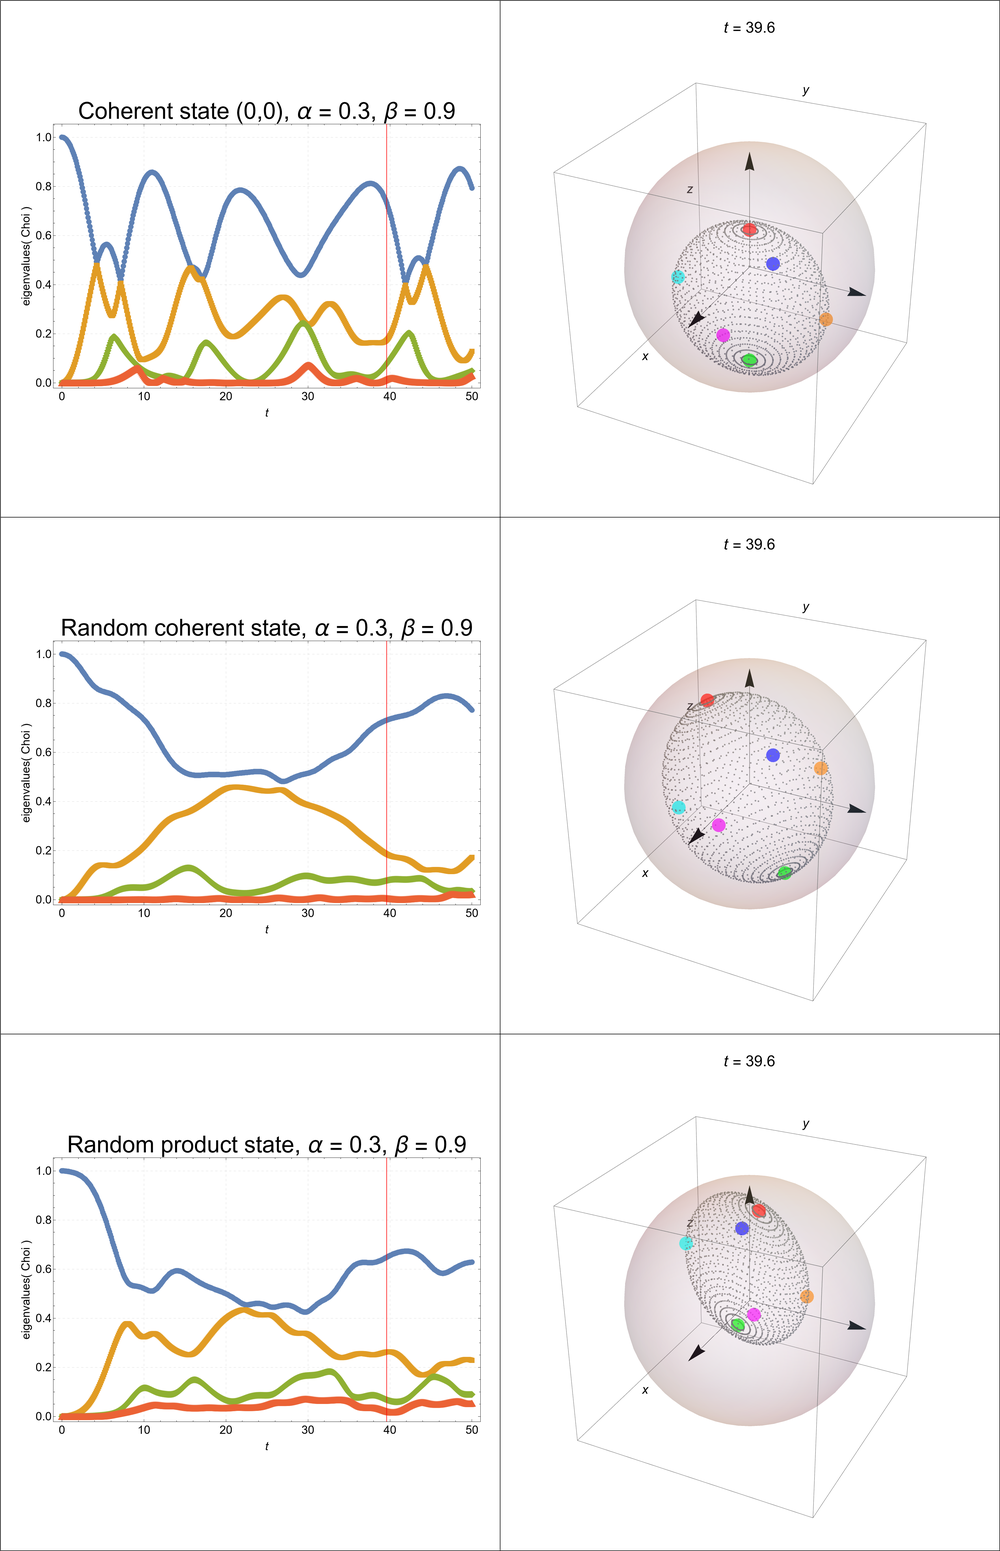 t = 39.6
y
Coherent state (0,0), α = 0.3, β = 0.9
1.0
0.8
z
0.6
eigenvalues( Choi )
0.4
0.2
x
0.0
0 10 20 30 40 50
t
t = 39.6
y
Random coherent state, α = 0.3, β = 0.9
1.0
0.8
z
0.6
eigenvalues( Choi )
0.4
0.2
x
0.0
0 10 20 30 40 50
t
t = 39.6
y
Random product state, α = 0.3, β = 0.9
1.0
0.8
z
0.6
eigenvalues( Choi )
0.4
0.2
x
0.0
0 10 20 30 40 50
t